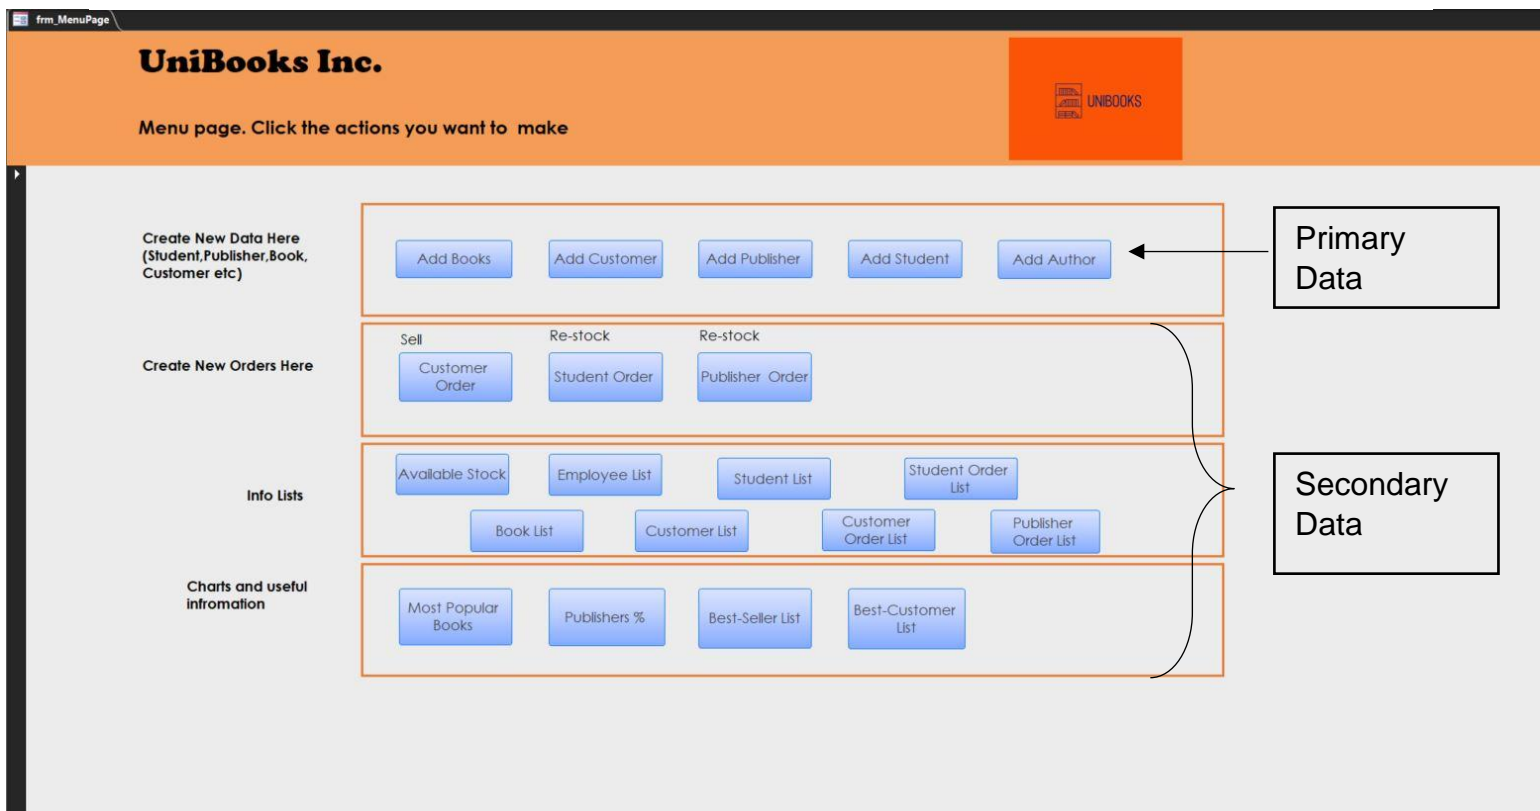 frm_MenuPage
UniBooks Inc.
UNIBOOKS
Menu page. Click the actions you want to make
Create New Data Here
(Student,Publisher,Book,
Customer etc)
Add Books
Add Customer
Add Publisher
Add Student
Add Author
Primary
Data
Create New Orders Here
Sell
Re-stock
Re-stock
Customer
Order
Student Order
Publisher Order
Info Lists
Available Stock
Employee List
Student List
Student Order
List
Book List
Customer List
Customer
Order List
Publisher
Order List
Secondary
Data
Charts and useful
infromation
Most Popular
Books
Publishers %
Best-Seller List
Best-Customer
List